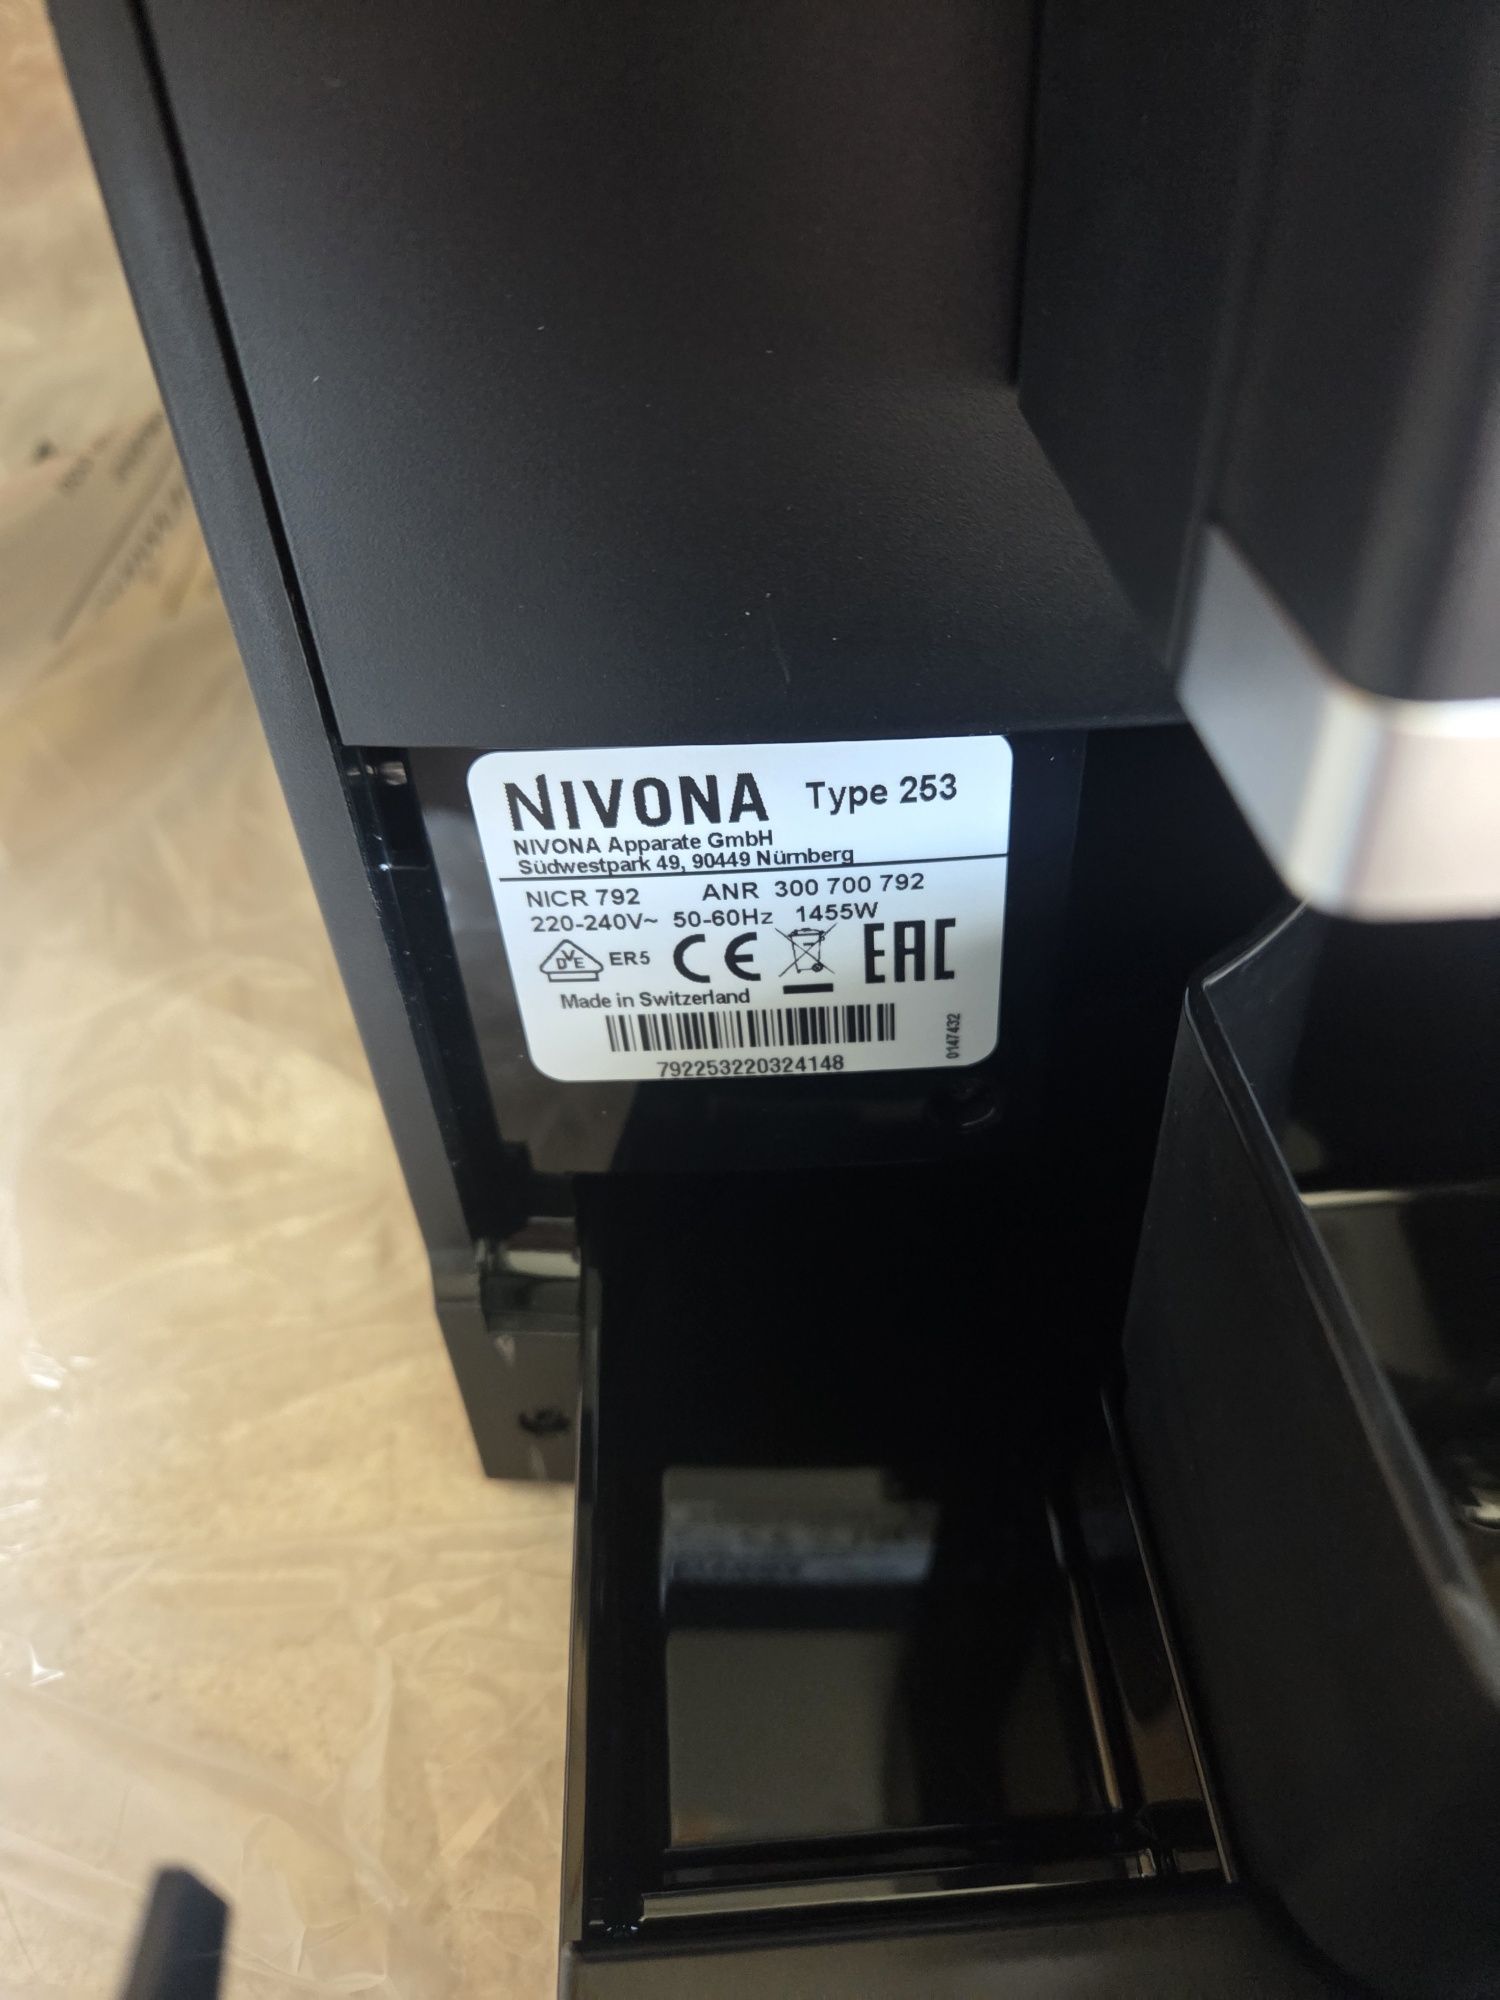 NIVONA Type 253
NIVONA Apparate GmbH
Südwestpark 49, 90449 Nürnberg
NICR 792 ANR 300 700 792
220-240V~ 50-60Hz 1455W
DVE ER5 CE EAC
Made in Switzerland
792253220324148
0147432